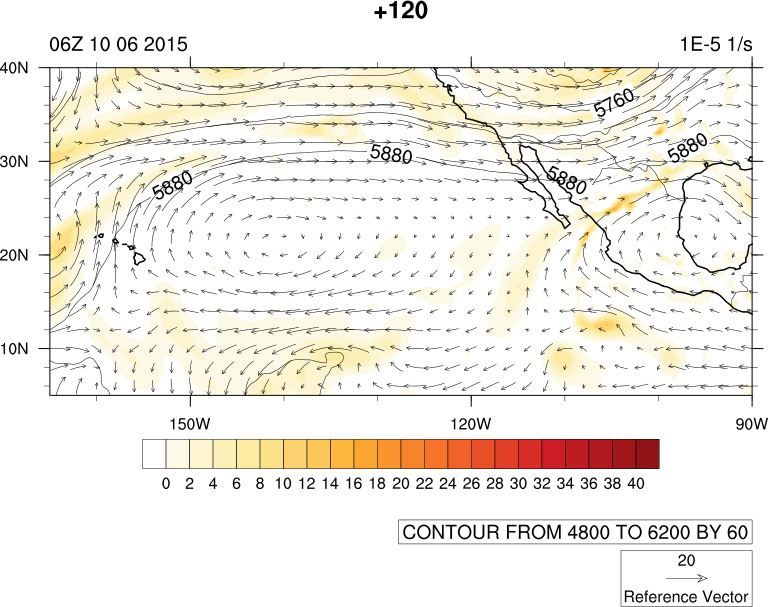 +120
06Z 10 06 2015 1E-5 1/s
40N
5760
30N
5880
5880
5880
5880
20N
10N
150W 120W 90W
0 2 4 6 8 10 12 14 16 18 20 22 24 26 28 30 32 34 36 38 40
CONTOUR FROM 4800 TO 6200 BY 60
20
Reference Vector